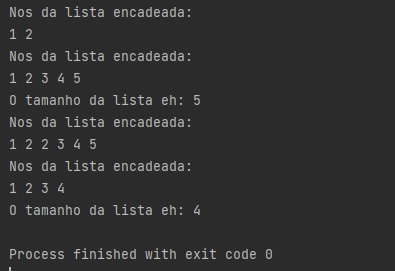 Nos da lista encadeada:
1 2
Nos da lista encadeada:
1 2 3 4 5
O tamanho da lista eh: 5
Nos da lista encadeada:
1 2 2 3 4 5
Nos da lista encadeada:
1 2 3 4
O tamanho da lista eh: 4
Process finished with exit code 0